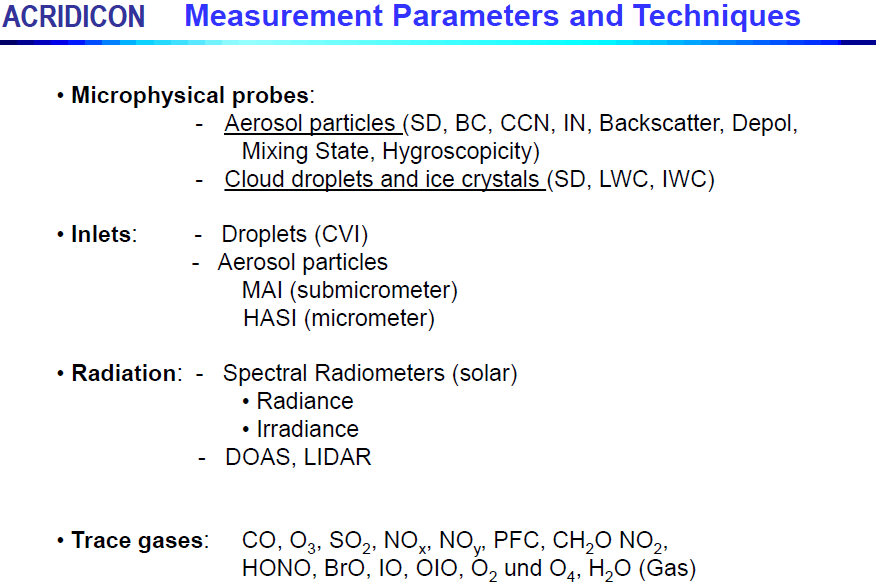 ACRIDICON Measurement Parameters and Techniques
• Microphysical probes:
- Aerosol particles (SD, BC, CCN, IN, Backscatter, Depol,
Mixing State, Hygroscopicity)
- Cloud droplets and ice crystals (SD, LWC, IWC)
• Inlets: - Droplets (CVI)
- Aerosol particles
MAI (submicrometer)
HASI (micrometer)
• Radiation: - Spectral Radiometers (solar)
• Radiance
• Irradiance
- DOAS, LIDAR
• Trace gases: CO, O₃, SO₂, NOₓ, NOy, PFC, CH₂O NO₂,
HONO, BrO, IO, OIO, O₂ und O₄, H₂O (Gas)